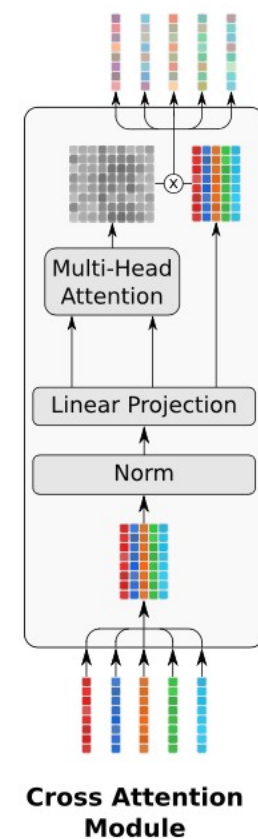 x
Multi-Head
Attention
Linear Projection
Norm
Cross Attention
Module